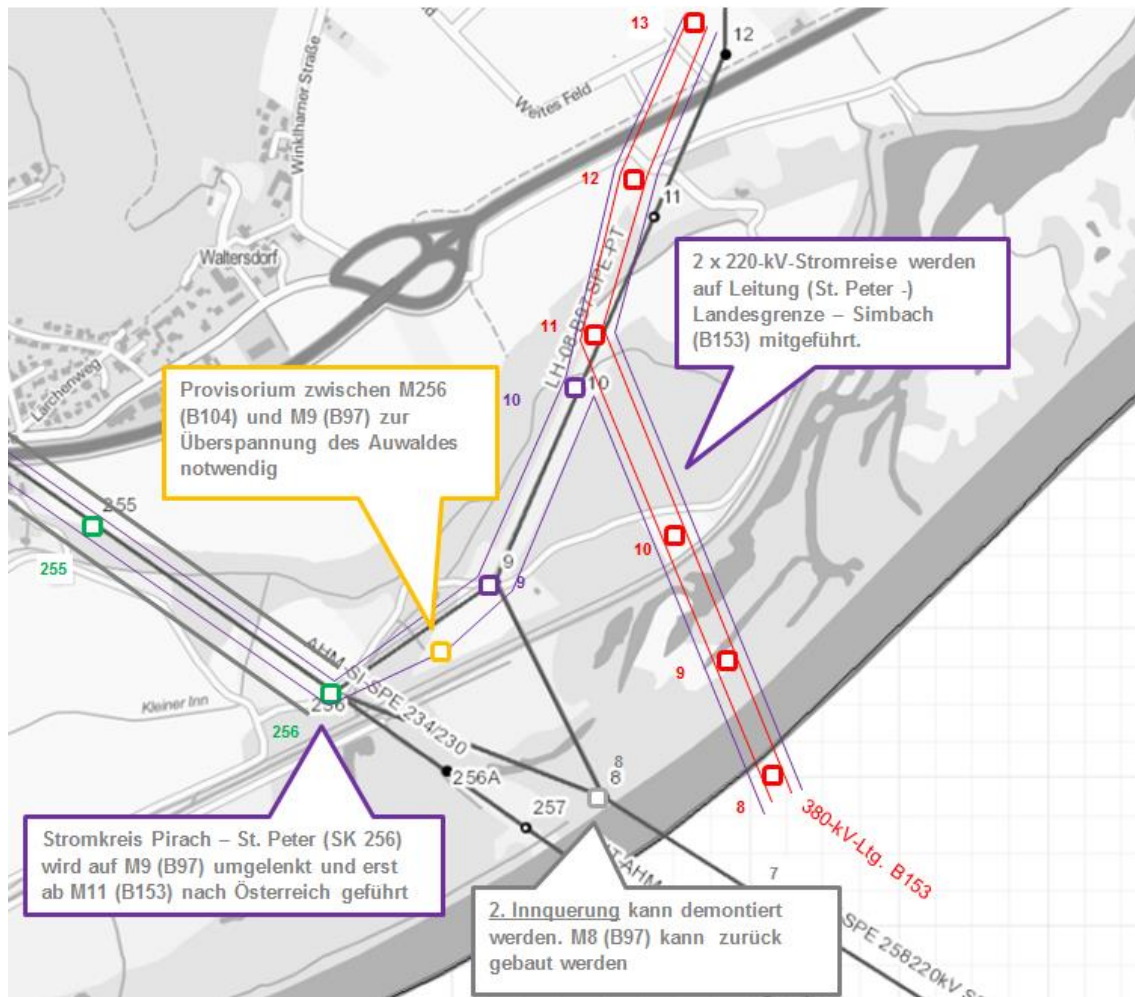 13
12
Winklharner Straße
Weites Feld
12
11
Waltersdorf
LH-08-B97 SPE-PT
2 x 220-kV-Stromreise werden
auf Leitung (St. Peter -)
Landesgrenze – Simbach
(B153) mitgeführt.
11
Lärchenweg
Provisorium zwischen M256
(B104) und M9 (B97) zur
Überspannung des Auwaldes
notwendig
10
10
255
255
10
9
9
AHM-SI-SPE 234/230
9
Kleiner Inn
256
256
8
8
256A
257
8
380-kV-Ltg. B153
Stromkreis Pirach – St. Peter (SK 256)
wird auf M9 (B97) umgelenkt und erst
ab M11 (B153) nach Österreich geführt
7
2. Innquerung kann demontiert
werden. M8 (B97) kann zurück
gebaut werden